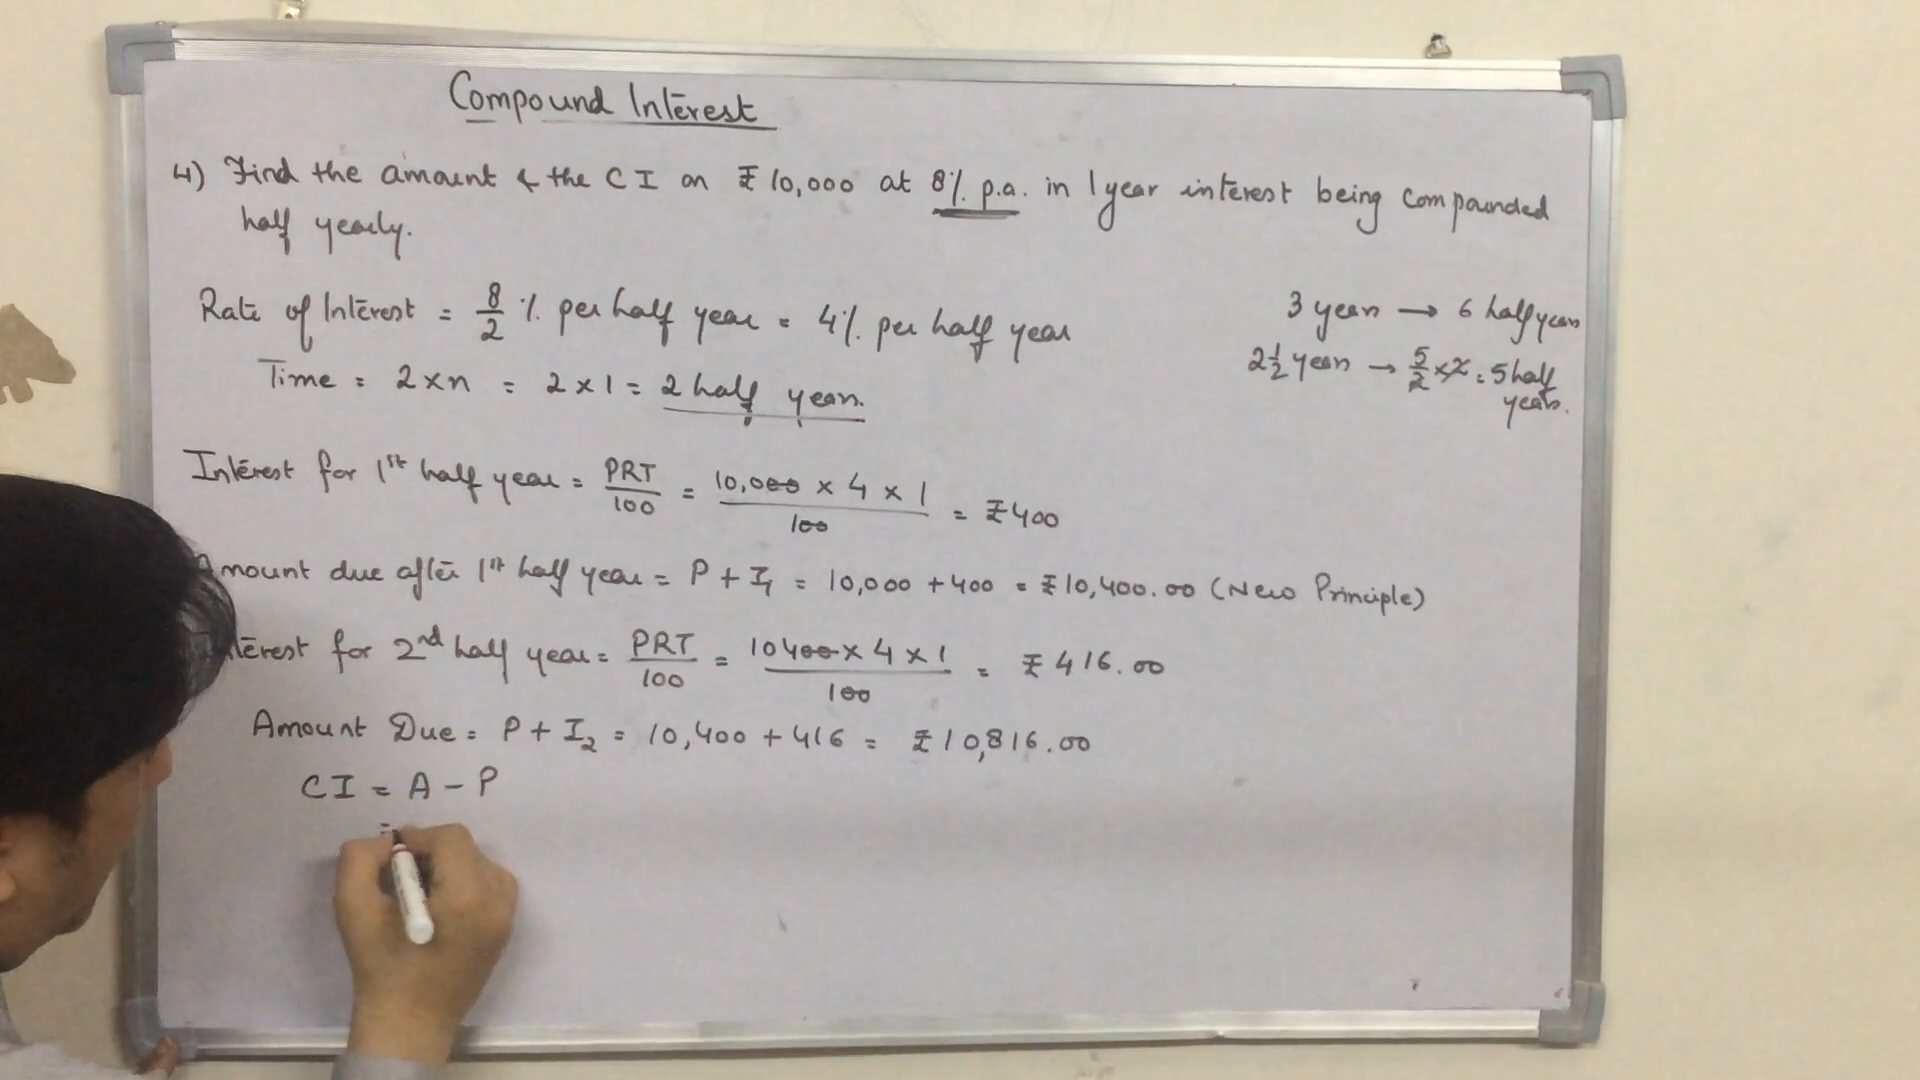 Compound Interest
4) Find the amount & the CI on ₹ 10,000 at 8% p.a. in 1 year interest being compounded
half yearly.
Rate of Interest = 8/2 % per half year = 4% per half year
3 years → 6 half years
Time = 2 x n = 2 x 1 = 2 half years.
2 1/2 years → 5/2 x 2 = 5 half
years.
Interest for 1st half year = PRT/100 = 10,000 x 4 x 1/100 = ₹400
Amount due after 1st half year = P + I1 = 10,000 + 400 = ₹10,400.00 (New Principle)
terest for 2nd half year = PRT/100 = 10400 x 4 x 1/100 = ₹ 416.00
Amount Due = P + I2 = 10,400 + 416 = ₹10,816.00
CI = A - P
=